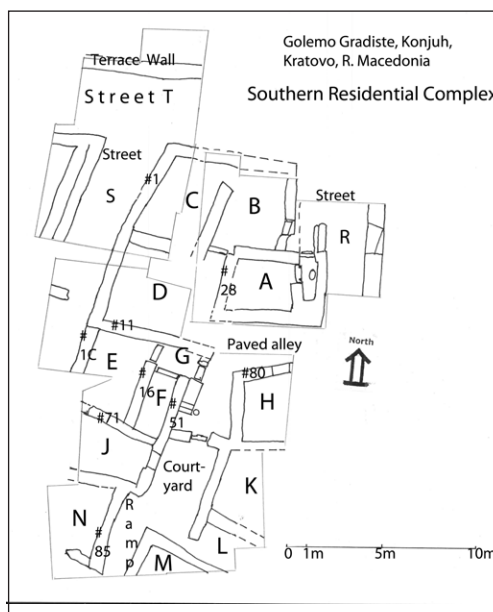 Golemo Gradiste, Konjuh,
Kratovo, R. Macedonia
Southern Residential Complex
Terrace Wall
Street T
Street
S
#1
C
B
Street
R
#
28
A
D
#11
#
1C
E
G
Paved alley
North
#
16
F
#
51
#80
H
#71
J
Court-
yard
K
N
#
85
Ramp
M
L
0 1m 5m 10m